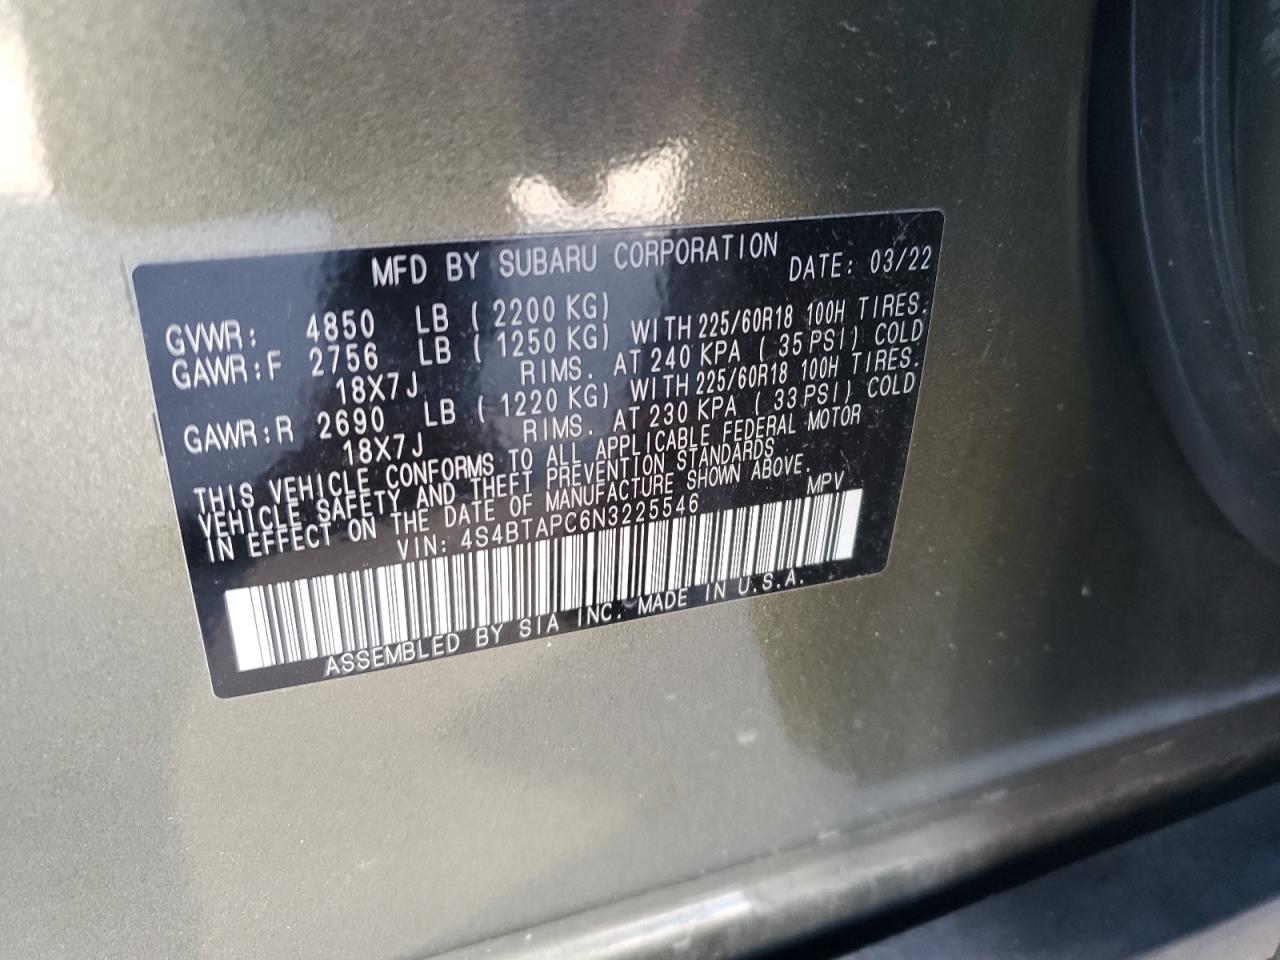 MFD BY SUBARU CORPORATION DATE: 03/22
GVWR: 4850 LB ( 2200 KG)
GAWR:F 2756 LB ( 1250 KG) WITH 225/60R18 100H TIRES.
18X7J RIMS. AT 240 KPA ( 35PSI) COLD
GAWR:R 2690 LB ( 1220 KG) WITH 225/60R18 100H TIRES.
18X7J RIMS. AT 230 KPA ( 33PSI) COLD
THIS VEHICLE CONFORMS TO ALL APPLICABLE FEDERAL MOTOR
VEHICLE SAFETY AND THEFT PREVENTION STANDARDS
IN EFFECT ON THE DATE OF MANUFACTURE SHOWN ABOVE.
VIN: 4S4BTAPC6N3225546 MPV
ASSEMBLED BY SIA INC. MADE IN U.S.A.